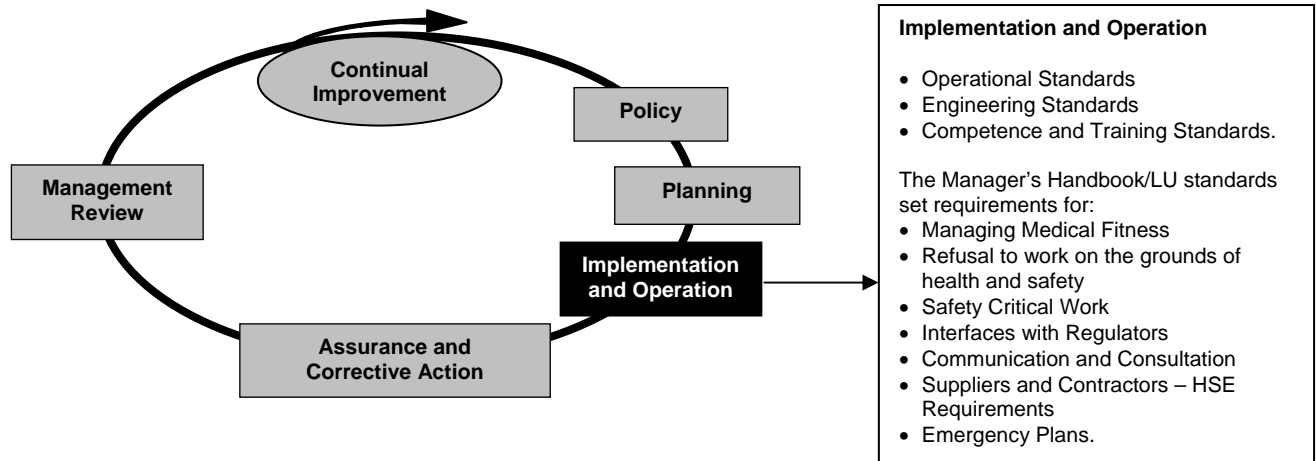 Continual
Improvement
Policy
Planning
Implementation
and Operation
Assurance and
Corrective Action
Management
Review
Implementation and Operation
• Operational Standards
• Engineering Standards
• Competence and Training Standards.
The Manager's Handbook/LU standards
set requirements for:
• Managing Medical Fitness
• Refusal to work on the grounds of
health and safety
• Safety Critical Work
• Interfaces with Regulators
• Communication and Consultation
• Suppliers and Contractors – HSE
Requirements
• Emergency Plans.